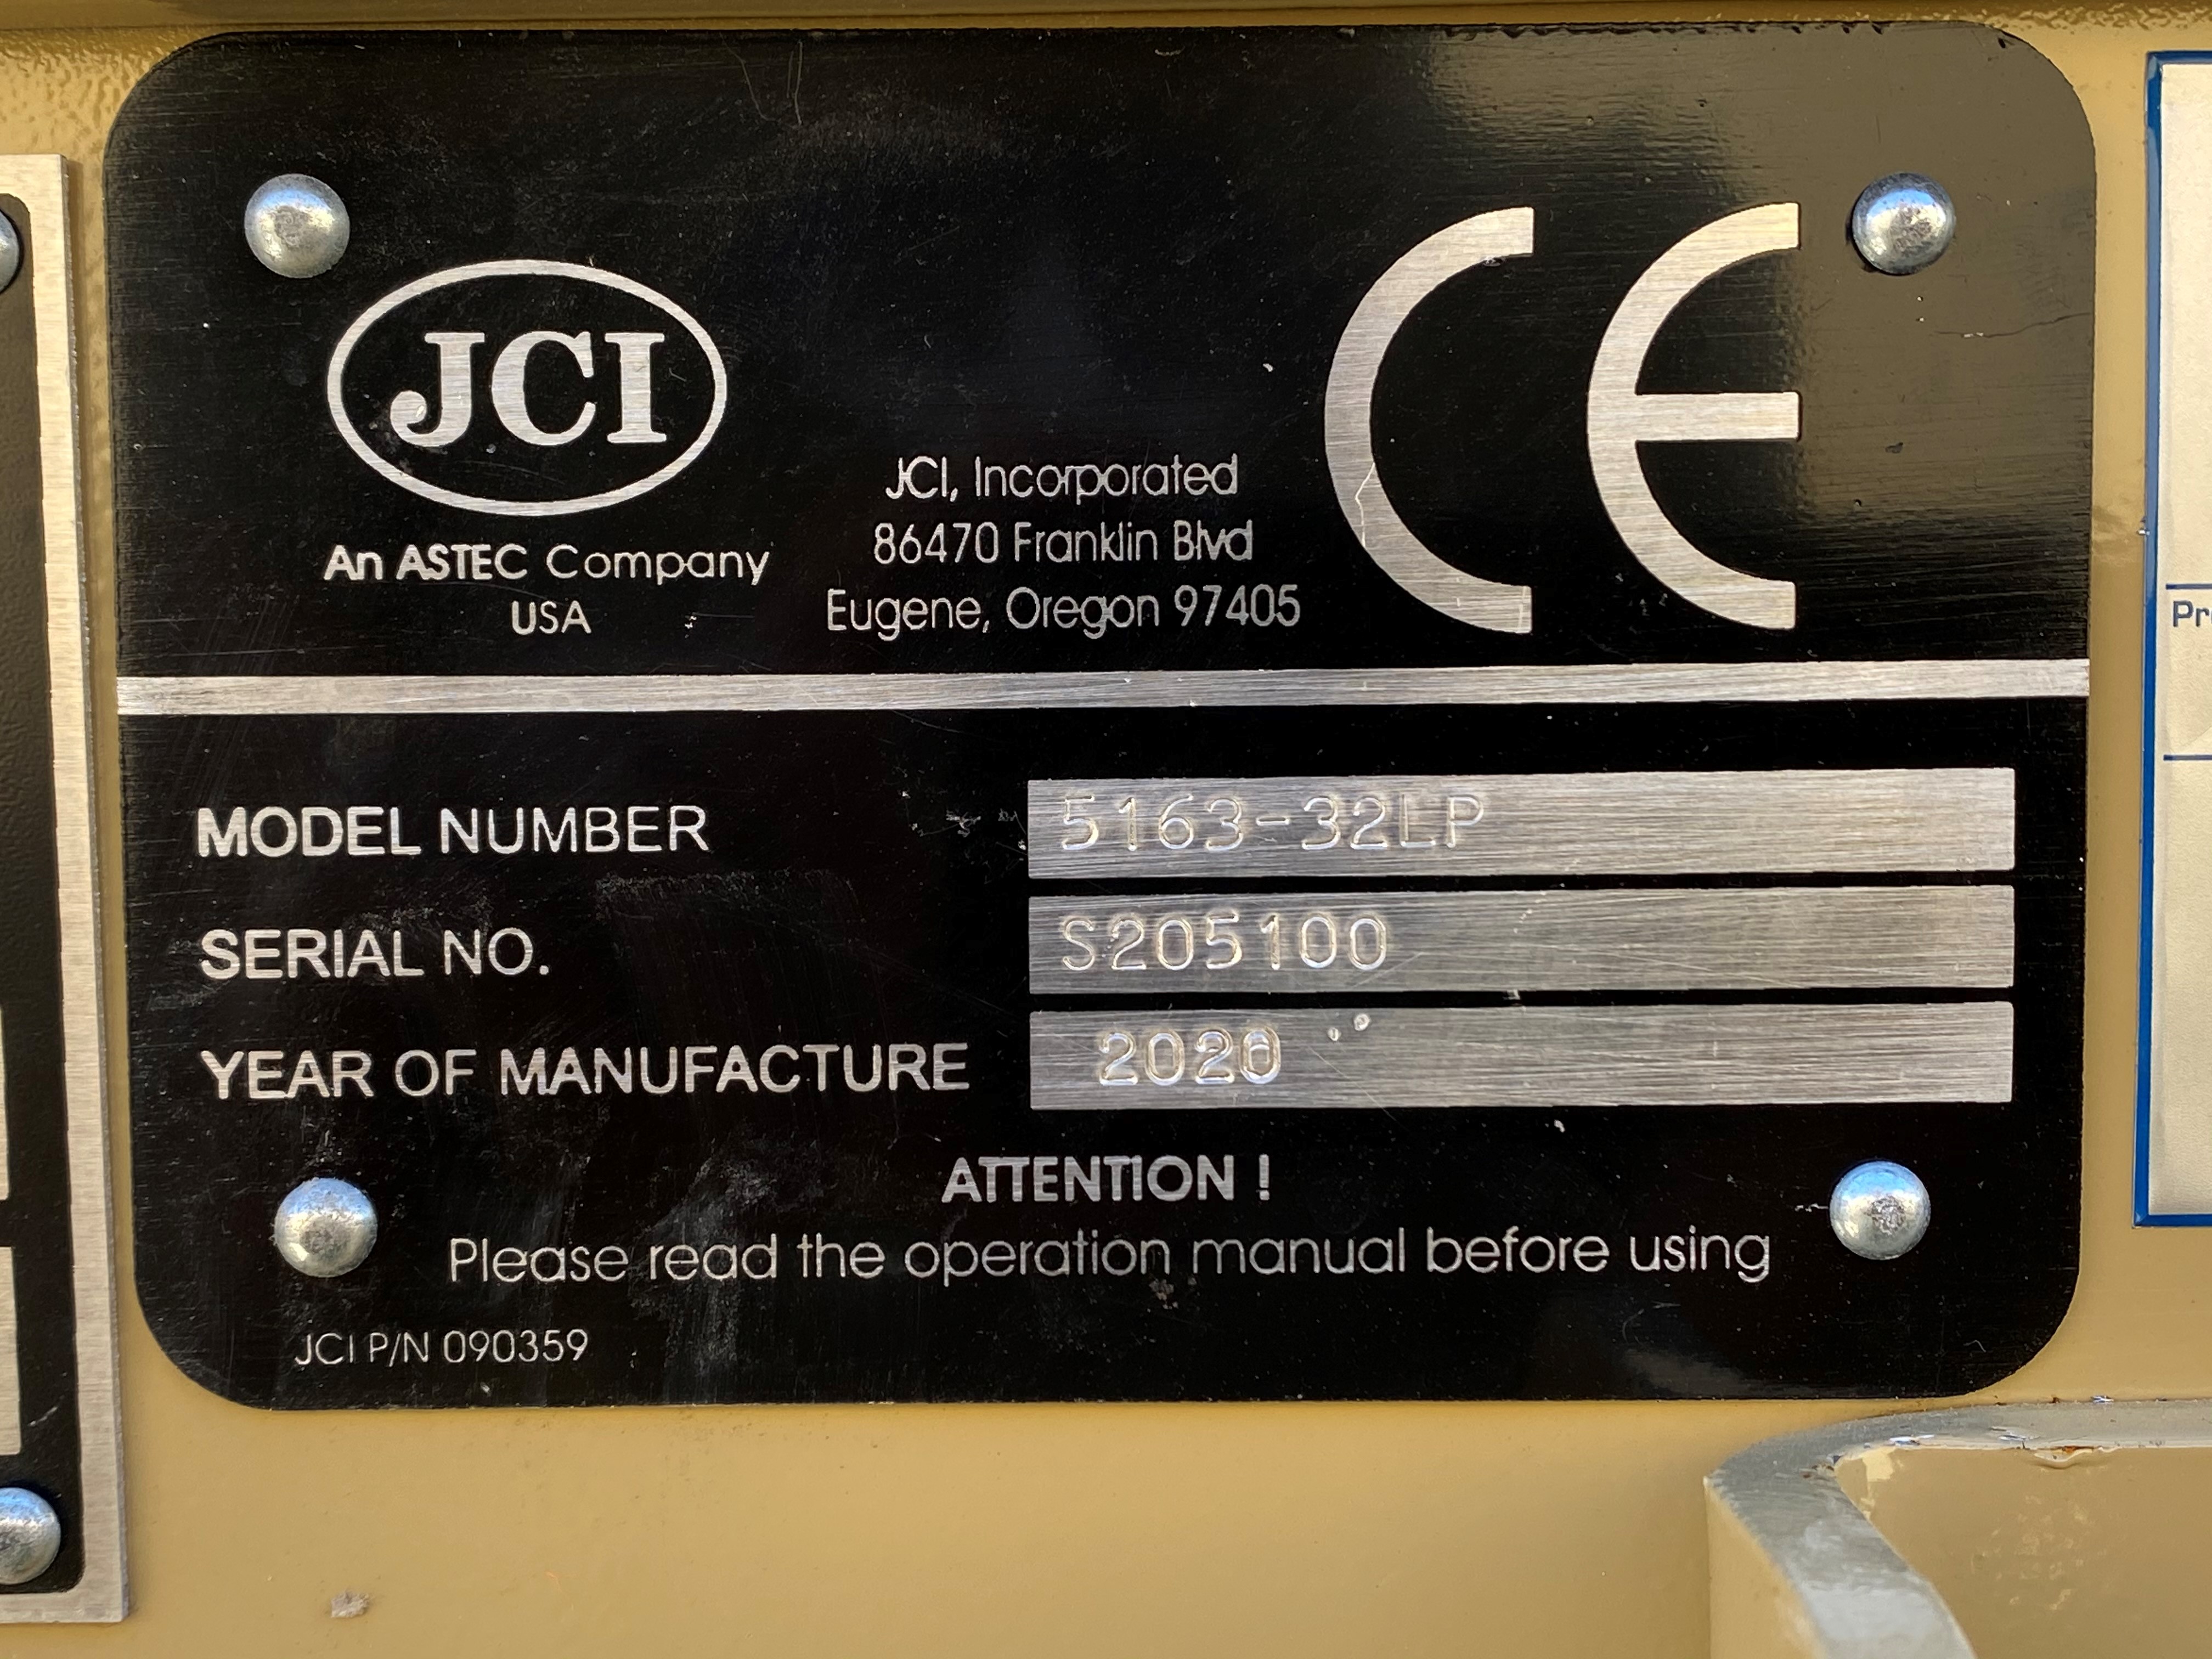 JCI
An ASTEC Company
USA
JCI, Incorporated
86470 Franklin Blvd
Eugene, Oregon 97405
CE
MODEL NUMBER 5163-32LP
SERIAL NO. S205100
YEAR OF MANUFACTURE 2020
ATTENTION !
Please read the operation manual before using
JCI P/N 090359